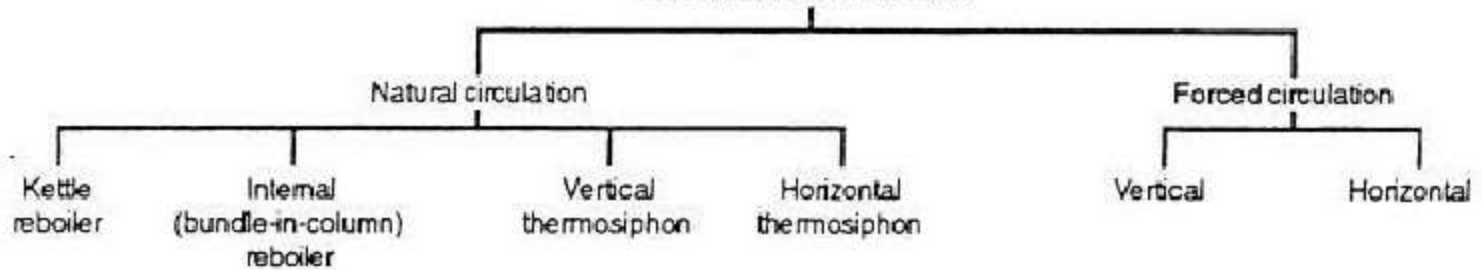 Natural circulation
Forced circulation
Kettle
reboiler
Internal
(bundle-in-column)
reboiler
Vertical
thermosiphon
Horizontal
thermosiphon
Vertical
Horizontal